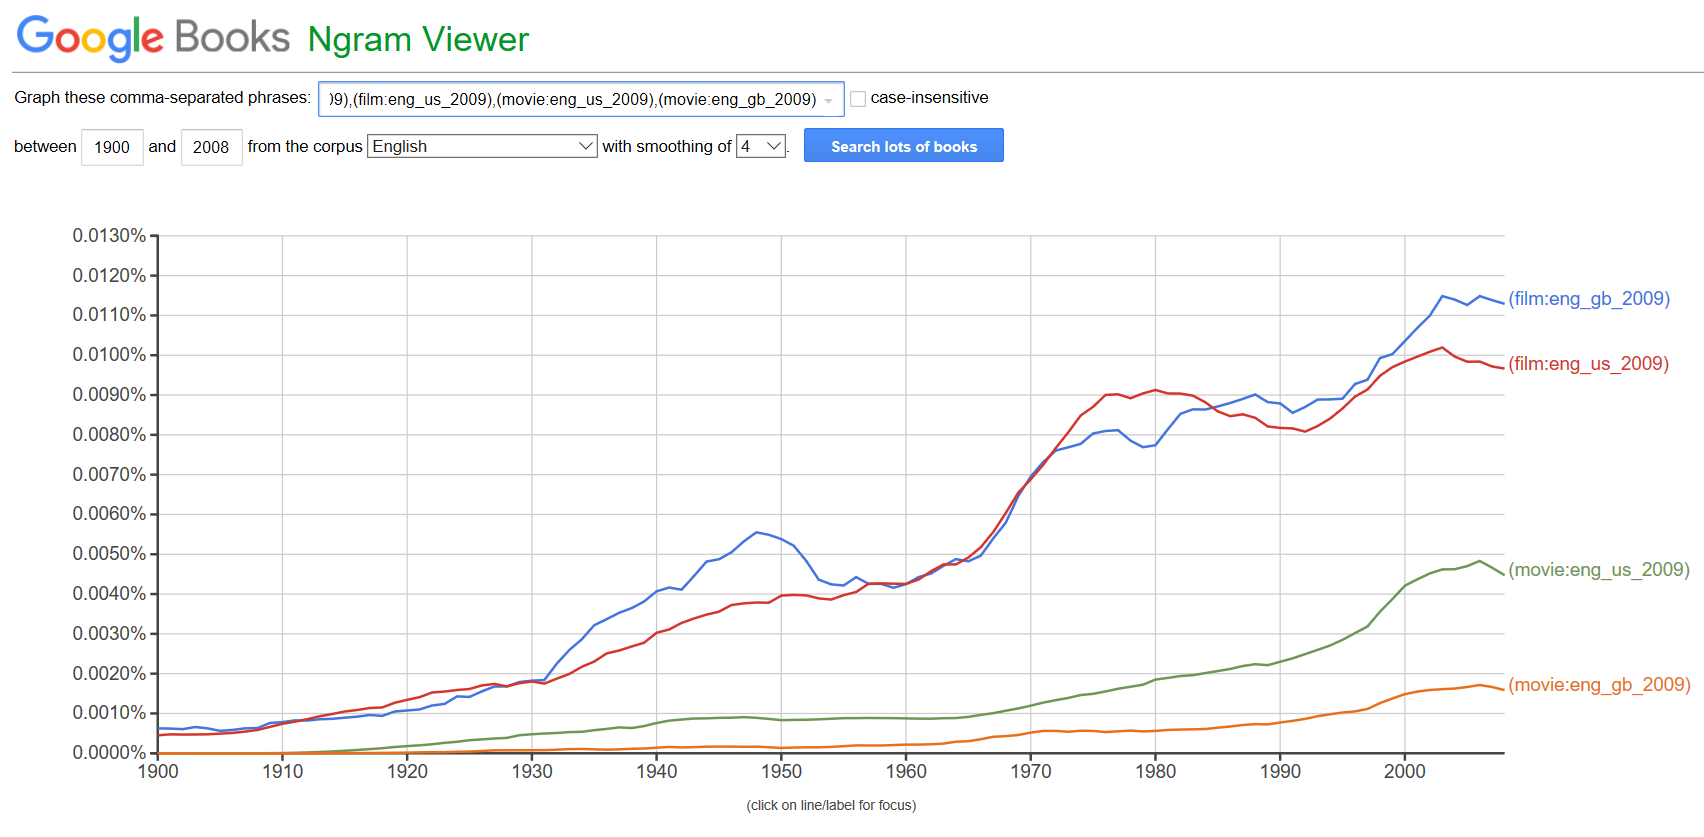 Google Books Ngram Viewer
Graph these comma-separated phrases: )9),(film:eng_us_2009),(movie:eng_us_2009),(movie:eng_gb_2009) case-insensitive
between 1900 and 2008 from the corpus English with smoothing of 4 . Search lots of books
0.0130%
0.0120%
0.0110%
0.0100%
0.0090%
0.0080%
0.0070%
0.0060%
0.0050%
0.0040%
0.0030%
0.0020%
0.0010%
0.0000%
(film:eng_gb_2009)
(film:eng_us_2009)
(movie:eng_us_2009)
(movie:eng_gb_2009)
1900 1910 1920 1930 1940 1950 1960 1970 1980 1990 2000
(click on line/label for focus)